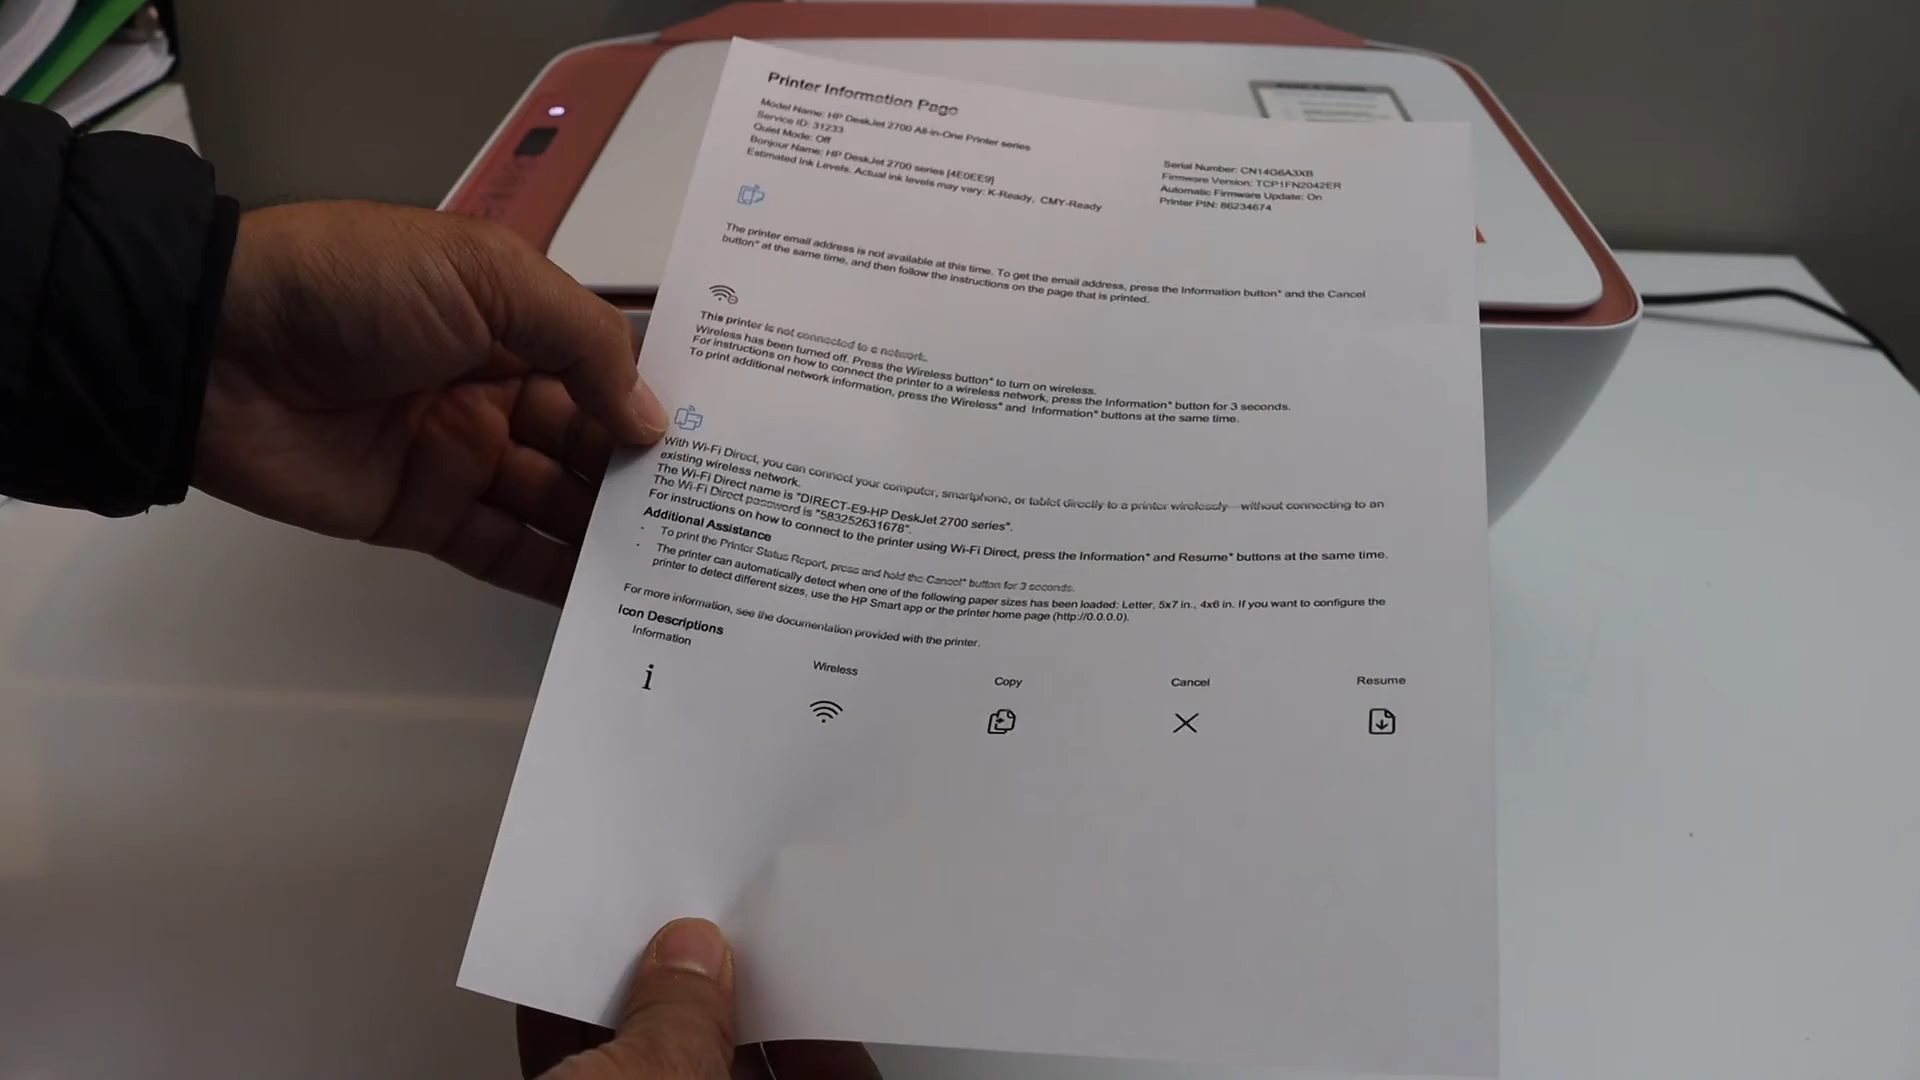 Printer Information Page
Model Name: HP DeskJet 2700 All-in-One Printer series
Service ID: 31233
Quiet Mode: Off
Bonjour Name: HP DeskJet 2700 series [4E0EE9]
Estimated Ink Levels. Actual ink levels may vary: K-Ready, CMY-Ready
Serial Number: CN14G6A3XB
Firmware Version: TCP1FN2042ER
Automatic Firmware Update: On
Printer PIN: 86234674
The printer email address is not available at this time. To get the email address, press the Information button* and the Cancel
button* at the same time, and then follow the instructions on the page that is printed.
This printer is not connected to a network.
Wireless has been turned off. Press the Wireless button* to turn on wireless.
For instructions on how to connect the printer to a wireless network, press the Information* button for 3 seconds.
To print additional network information, press the Wireless* and Information* buttons at the same time.
With Wi-Fi Direct, you can connect your computer, smartphone, or tablet directly to a printer wirelessly—without connecting to an
existing wireless network.
The Wi-Fi Direct name is "DIRECT-E9-HP DeskJet 2700 series".
The Wi-Fi Direct password is "583252631678".
For instructions on how to connect to the printer using Wi-Fi Direct, press the Information* and Resume* buttons at the same time.
Additional Assistance
· To print the Printer Status Report, press and hold the Cancel* button for 3 seconds.
· The printer can automatically detect when one of the following paper sizes has been loaded: Letter, 5x7 in., 4x6 in. If you want to configure the
printer to detect different sizes, use the HP Smart app or the printer home page (http://0.0.0.0).
For more information, see the documentation provided with the printer.
Icon Descriptions
Information
Wireless
Copy
Cancel
Resume